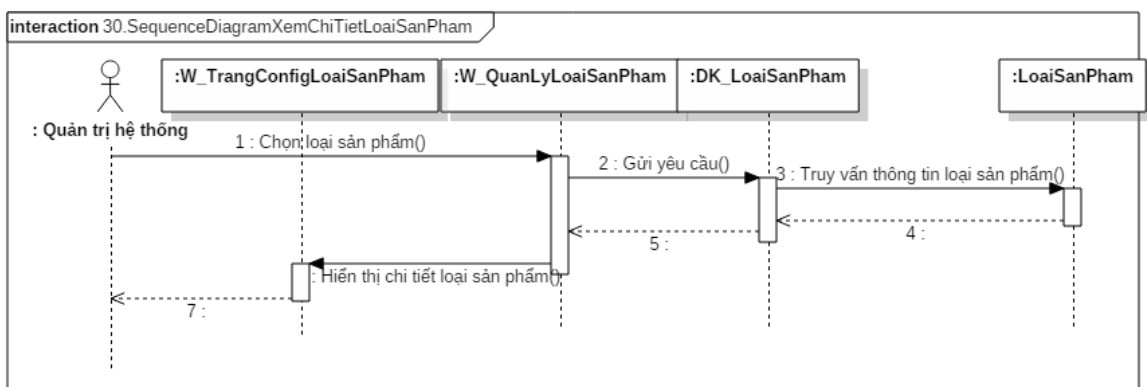 interaction 30.SequenceDiagramXemChiTietLoaiSanPham
:W_TrangConfigLoaiSanPham
:W_QuanLyLoaiSanPham
:DK_LoaiSanPham
:LoaiSanPham
: Quản trị hệ thống
1 : Chọn loại sản phẩm()
2 : Gửi yêu cầu()
3 : Truy vấn thông tin loại sản phẩm()
4 :
5 :
: Hiển thị chi tiết loại sản phẩm()
7 :